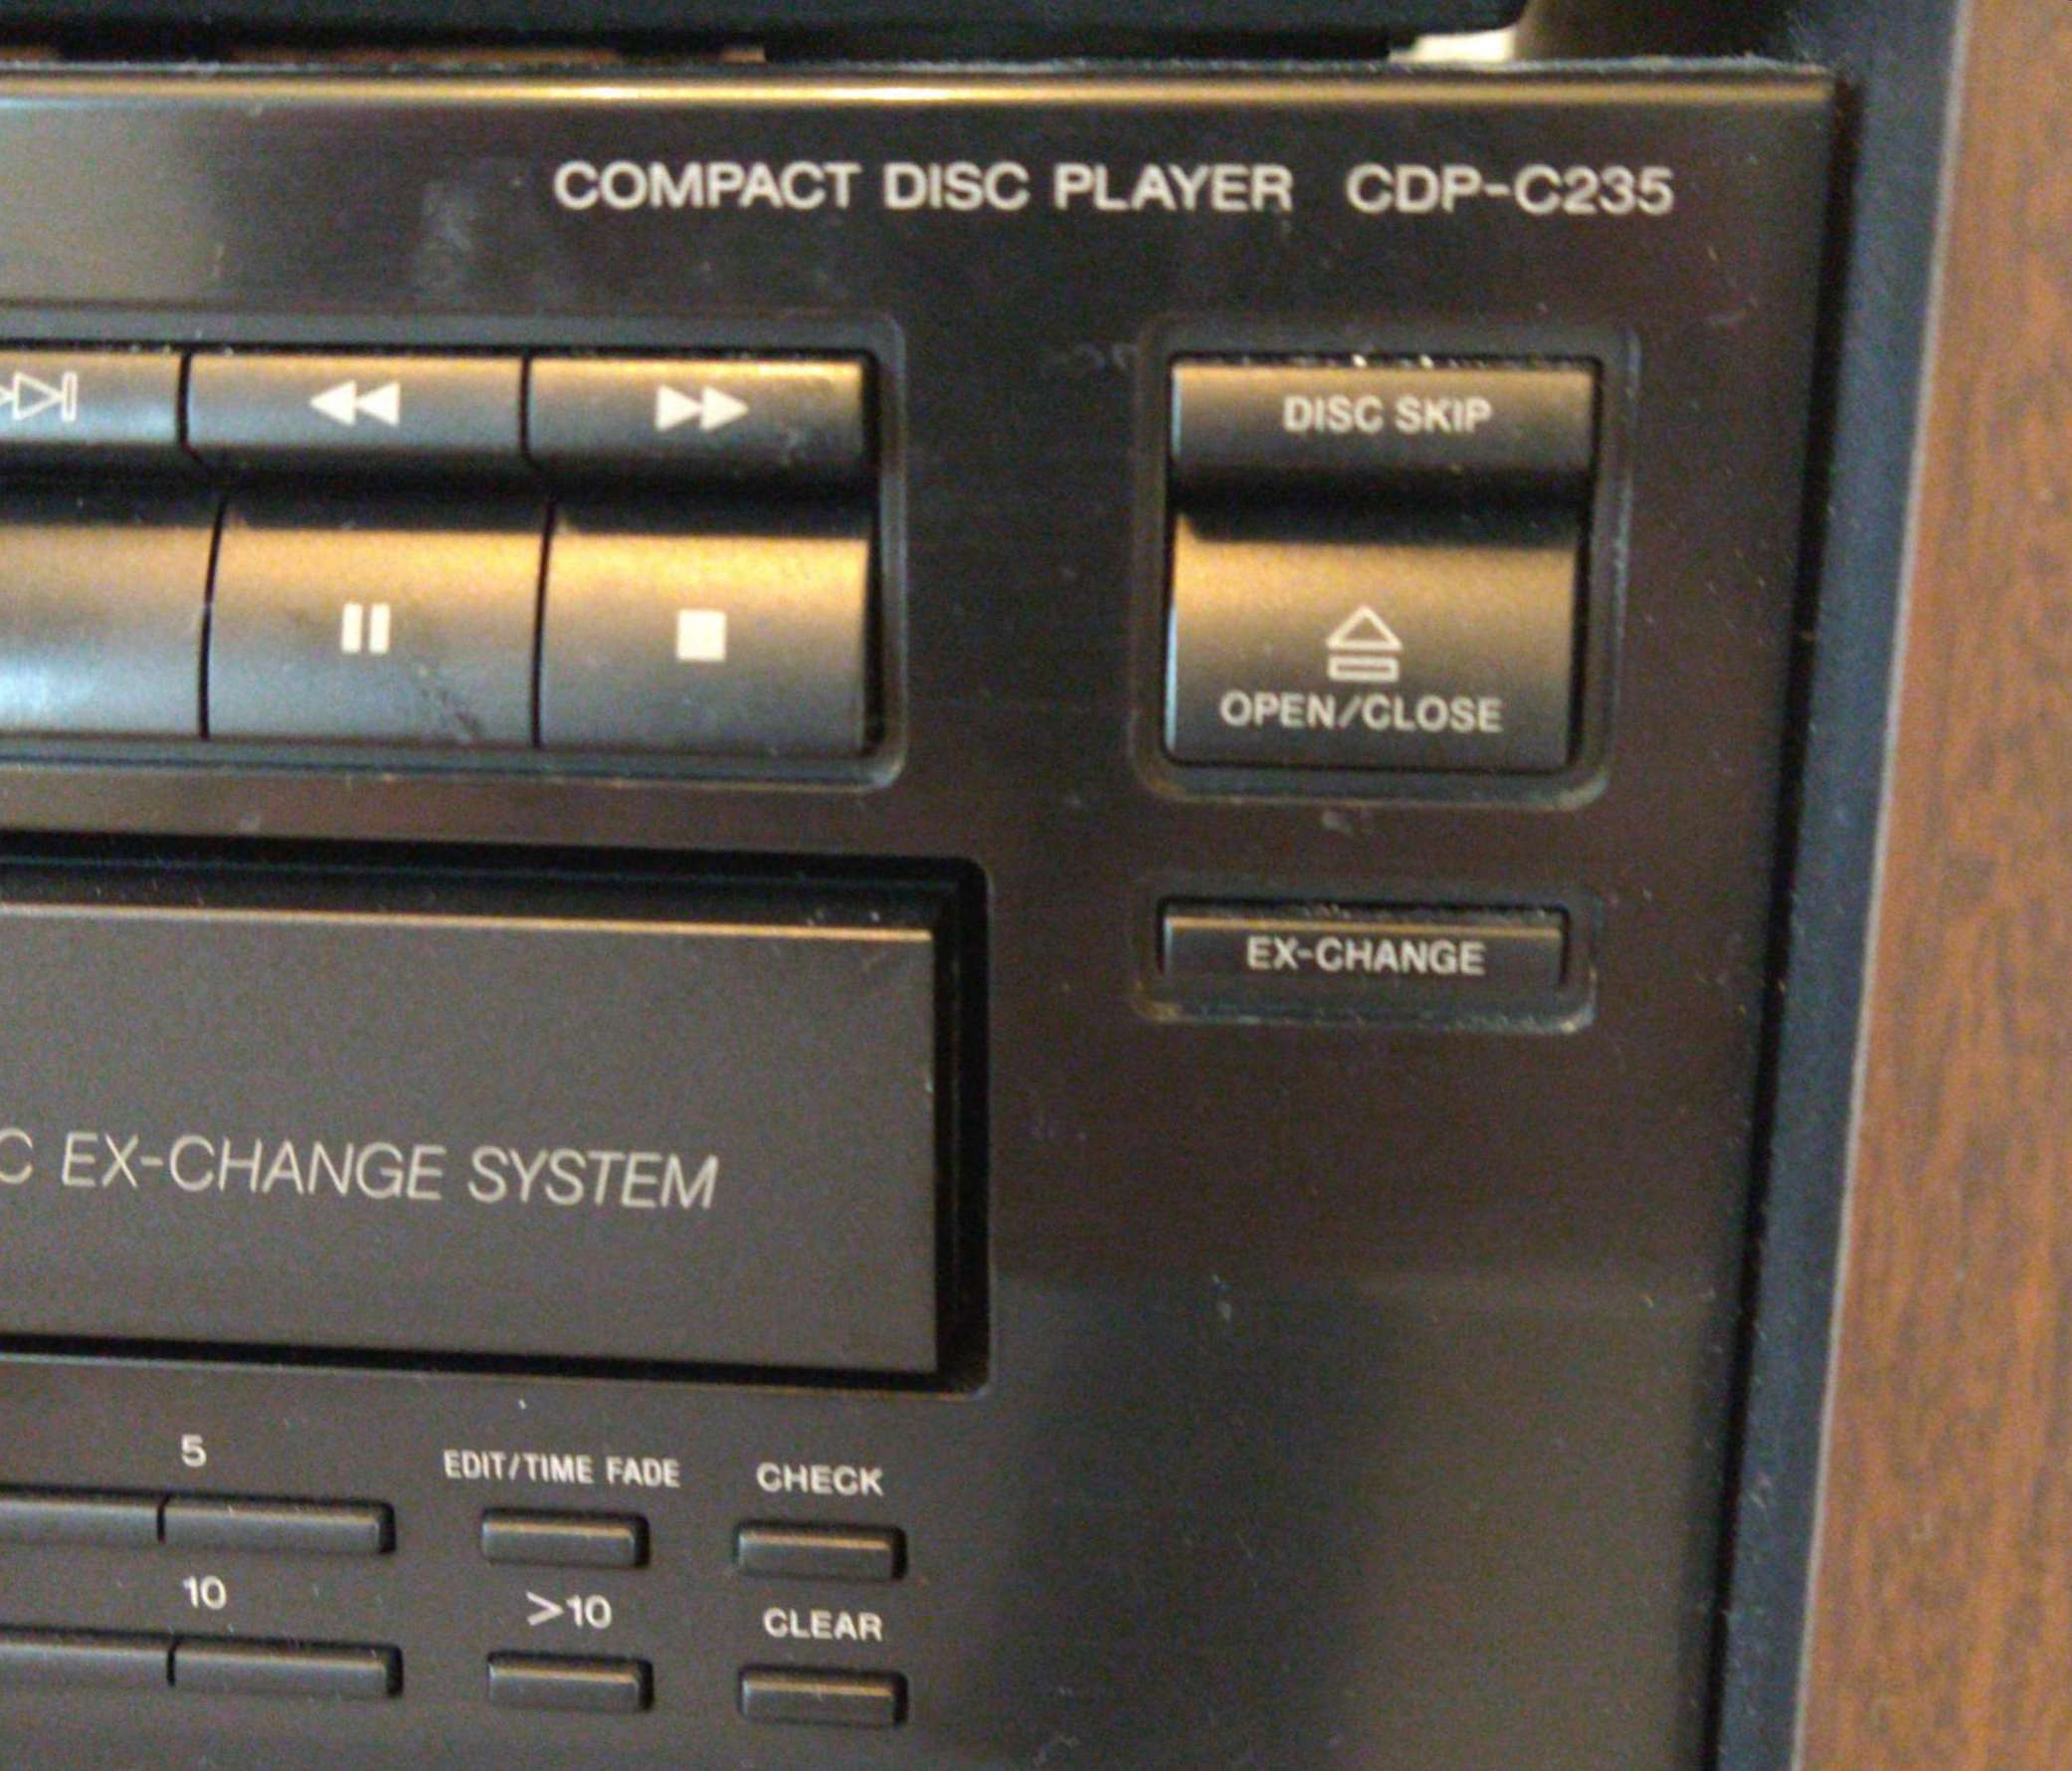 COMPACT DISC PLAYER CDP-C235
DISC SKIP
OPEN/CLOSE
EX-CHANGE
C EX-CHANGE SYSTEM
5
EDIT/TIME FADE
CHECK
10
>10
CLEAR